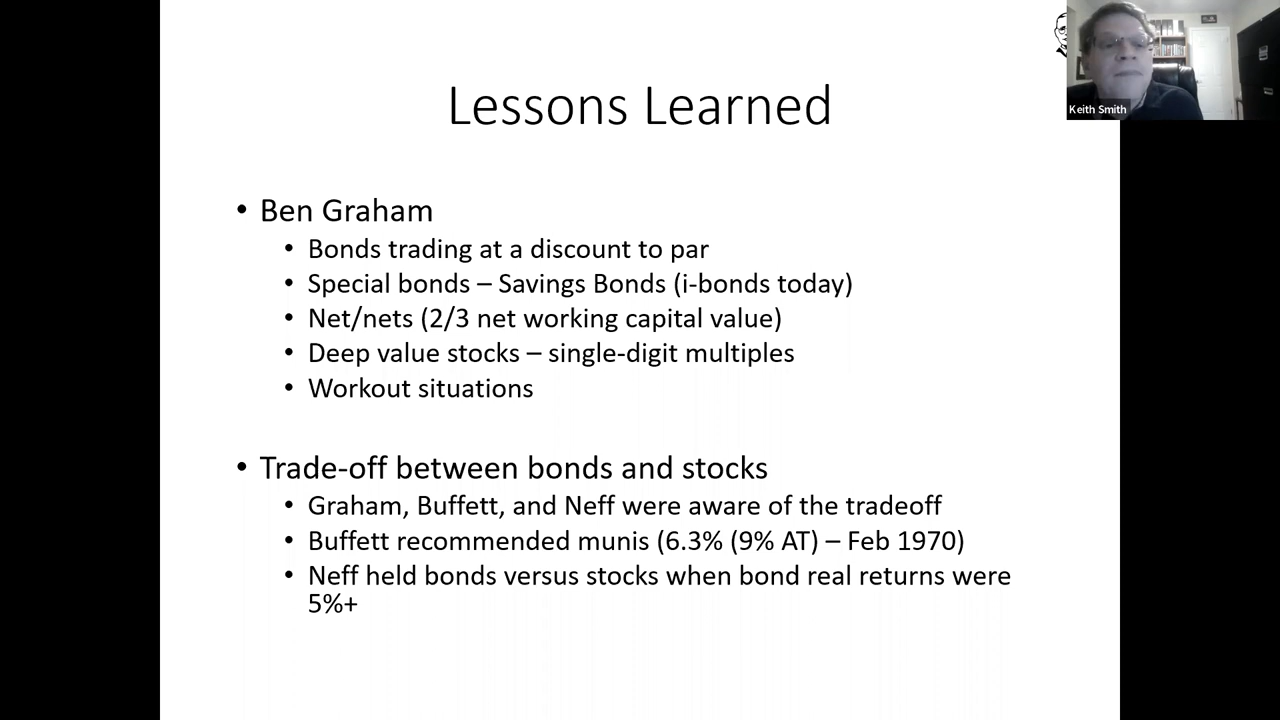 Keith Smith
Lessons Learned
• Ben Graham
• Bonds trading at a discount to par
• Special bonds – Savings Bonds (i-bonds today)
• Net/nets (2/3 net working capital value)
• Deep value stocks – single-digit multiples
• Workout situations
• Trade-off between bonds and stocks
• Graham, Buffett, and Neff were aware of the tradeoff
• Buffett recommended munis (6.3% (9% AT) – Feb 1970)
• Neff held bonds versus stocks when bond real returns were
5%+